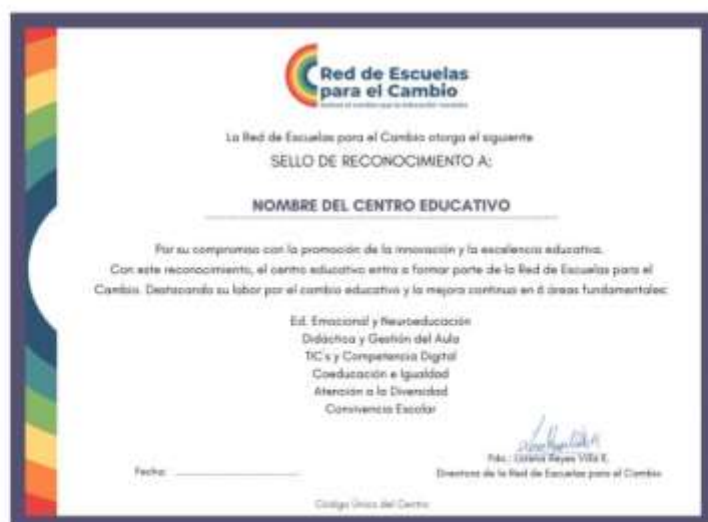 Red de Escuelas
para el Cambio
La Red de Escuelas para el Cambio otorga el siguiente
SELLO DE RECONOCIMIENTO A:
NOMBRE DEL CENTRO EDUCATIVO
Por su compromiso con la promoción de la innovación y la excelencia educativa.
Con este reconocimiento, el centro educativo entra a formar parte de la Red de Escuelas para el
Cambio. Destacando su labor por el cambio educativo y la mejora continua en 6 áreas fundamentales:
Ed. Emocional y Neuroeducación
Didáctica y Gestión del Aula
TIC's y Competencia Digital
Coeducación e Igualdad
Atención a la Diversidad
Convivencia Escolar
Fdo.: Lorena Reyes Villa R.
Fecha:
Directora de la Red de Escuelas para el Cambio
Código Único del Centro